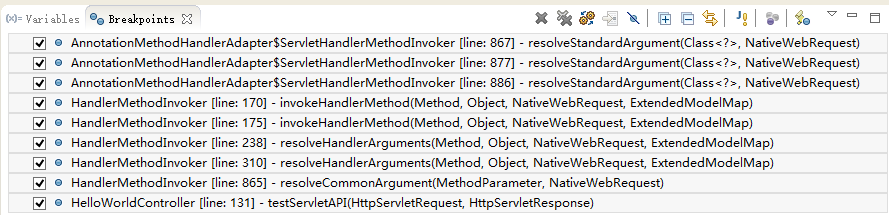 Variables Breakpoints
AnnotationMethodHandlerAdapter$ServletHandlerMethodInvoker [line: 867] - resolveStandardArgument(Class<?>, NativeWebRequest)
AnnotationMethodHandlerAdapter$ServletHandlerMethodInvoker [line: 877] - resolveStandardArgument(Class<?>, NativeWebRequest)
AnnotationMethodHandlerAdapter$ServletHandlerMethodInvoker [line: 886] - resolveStandardArgument(Class<?>, NativeWebRequest)
HandlerMethodInvoker [line: 170] - invokeHandlerMethod(Method, Object, NativeWebRequest, ExtendedModelMap)
HandlerMethodInvoker [line: 175] - invokeHandlerMethod(Method, Object, NativeWebRequest, ExtendedModelMap)
HandlerMethodInvoker [line: 238] - resolveHandlerArguments(Method, Object, NativeWebRequest, ExtendedModelMap)
HandlerMethodInvoker [line: 310] - resolveHandlerArguments(Method, Object, NativeWebRequest, ExtendedModelMap)
HandlerMethodInvoker [line: 865] - resolveCommonArgument(MethodParameter, NativeWebRequest)
HelloWorldController [line: 131] - testServletAPI(HttpServletRequest, HttpServletResponse)